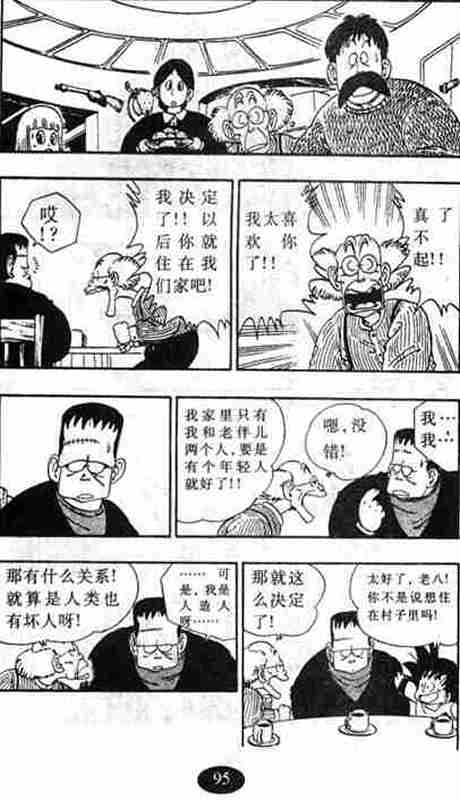 真了
不
起!!
我太喜
欢你
了!!
我决定
了!!以
后你就
住在我
们家吧!
哎
!?
我…
我…
嗯,没
错!
我家里只有
我和老伴儿
两个人,要是
有个年轻人
就好了!!
太好了,老八!
你不是说想住
在村子里吗!
那就这
么决定
了!
……可
是,我是
人造人
呀……
那有什么关系!
就算是人类也
有坏人呀!
95